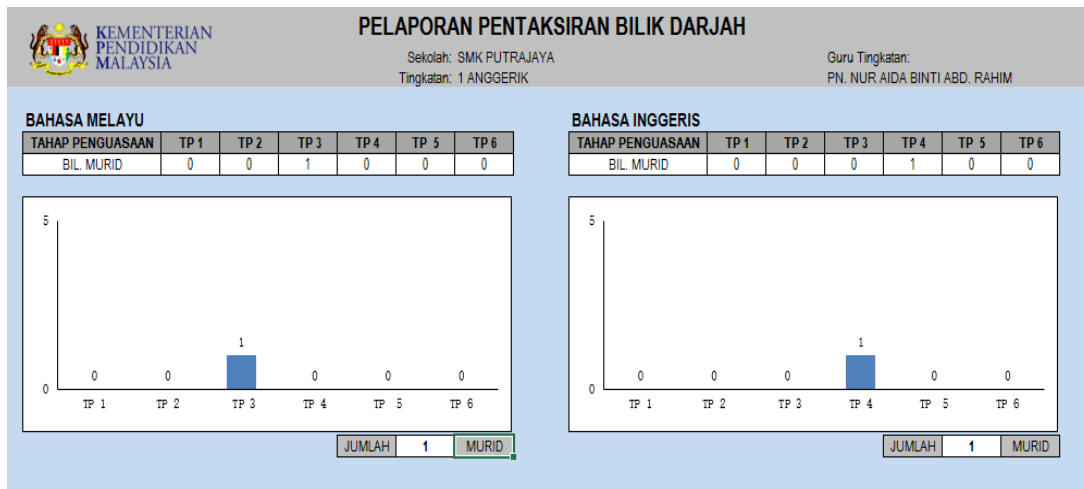 KEMENTERIAN
PENDIDIKAN
MALAYSIA
PELAPORAN PENTAKSIRAN BILIK DARJAH
Sekolah: SMK PUTRAJAYA
Tingkatan: 1 ANGGERIK
Guru Tingkatan:
PN. NUR AIDA BINTI ABD. RAHIM
BAHASA MELAYU
TAHAP PENGUASAAN TP 1 TP 2 TP 3 TP 4 TP 5 TP 6
BIL. MURID 0 0 1 0 0 0
5
1
0 0 0 0 0
0
TP 1 TP 2 TP 3 TP 4 TP 5 TP 6
JUMLAH 1 MURID
BAHASA INGGERIS
TAHAP PENGUASAAN TP 1 TP 2 TP 3 TP 4 TP 5 TP 6
BIL. MURID 0 0 0 1 0 0
5
1
0 0 0 0 0
0
TP 1 TP 2 TP 3 TP 4 TP 5 TP 6
JUMLAH 1 MURID